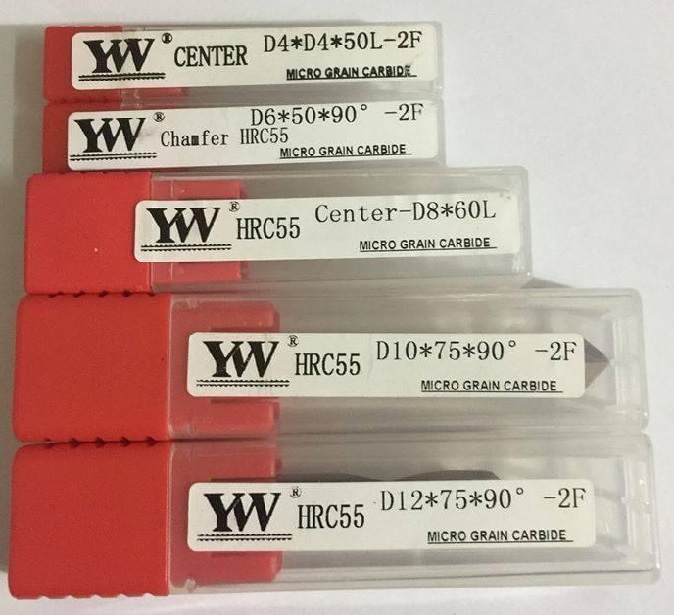 YW® CENTER D4*D4*50L-2F
MICRO GRAIN CARBIDE
YW® D6*50*90° -2F
Chamfer HRC55
MICRO GRAIN CARBIDE
YW® HRC55 Center-D8*60L
MICRO GRAIN CARBIDE
YW® HRC55 D10*75*90° -2F
MICRO GRAIN CARBIDE
YW® HRC55 D12*75*90° -2F
MICRO GRAIN CARBIDE